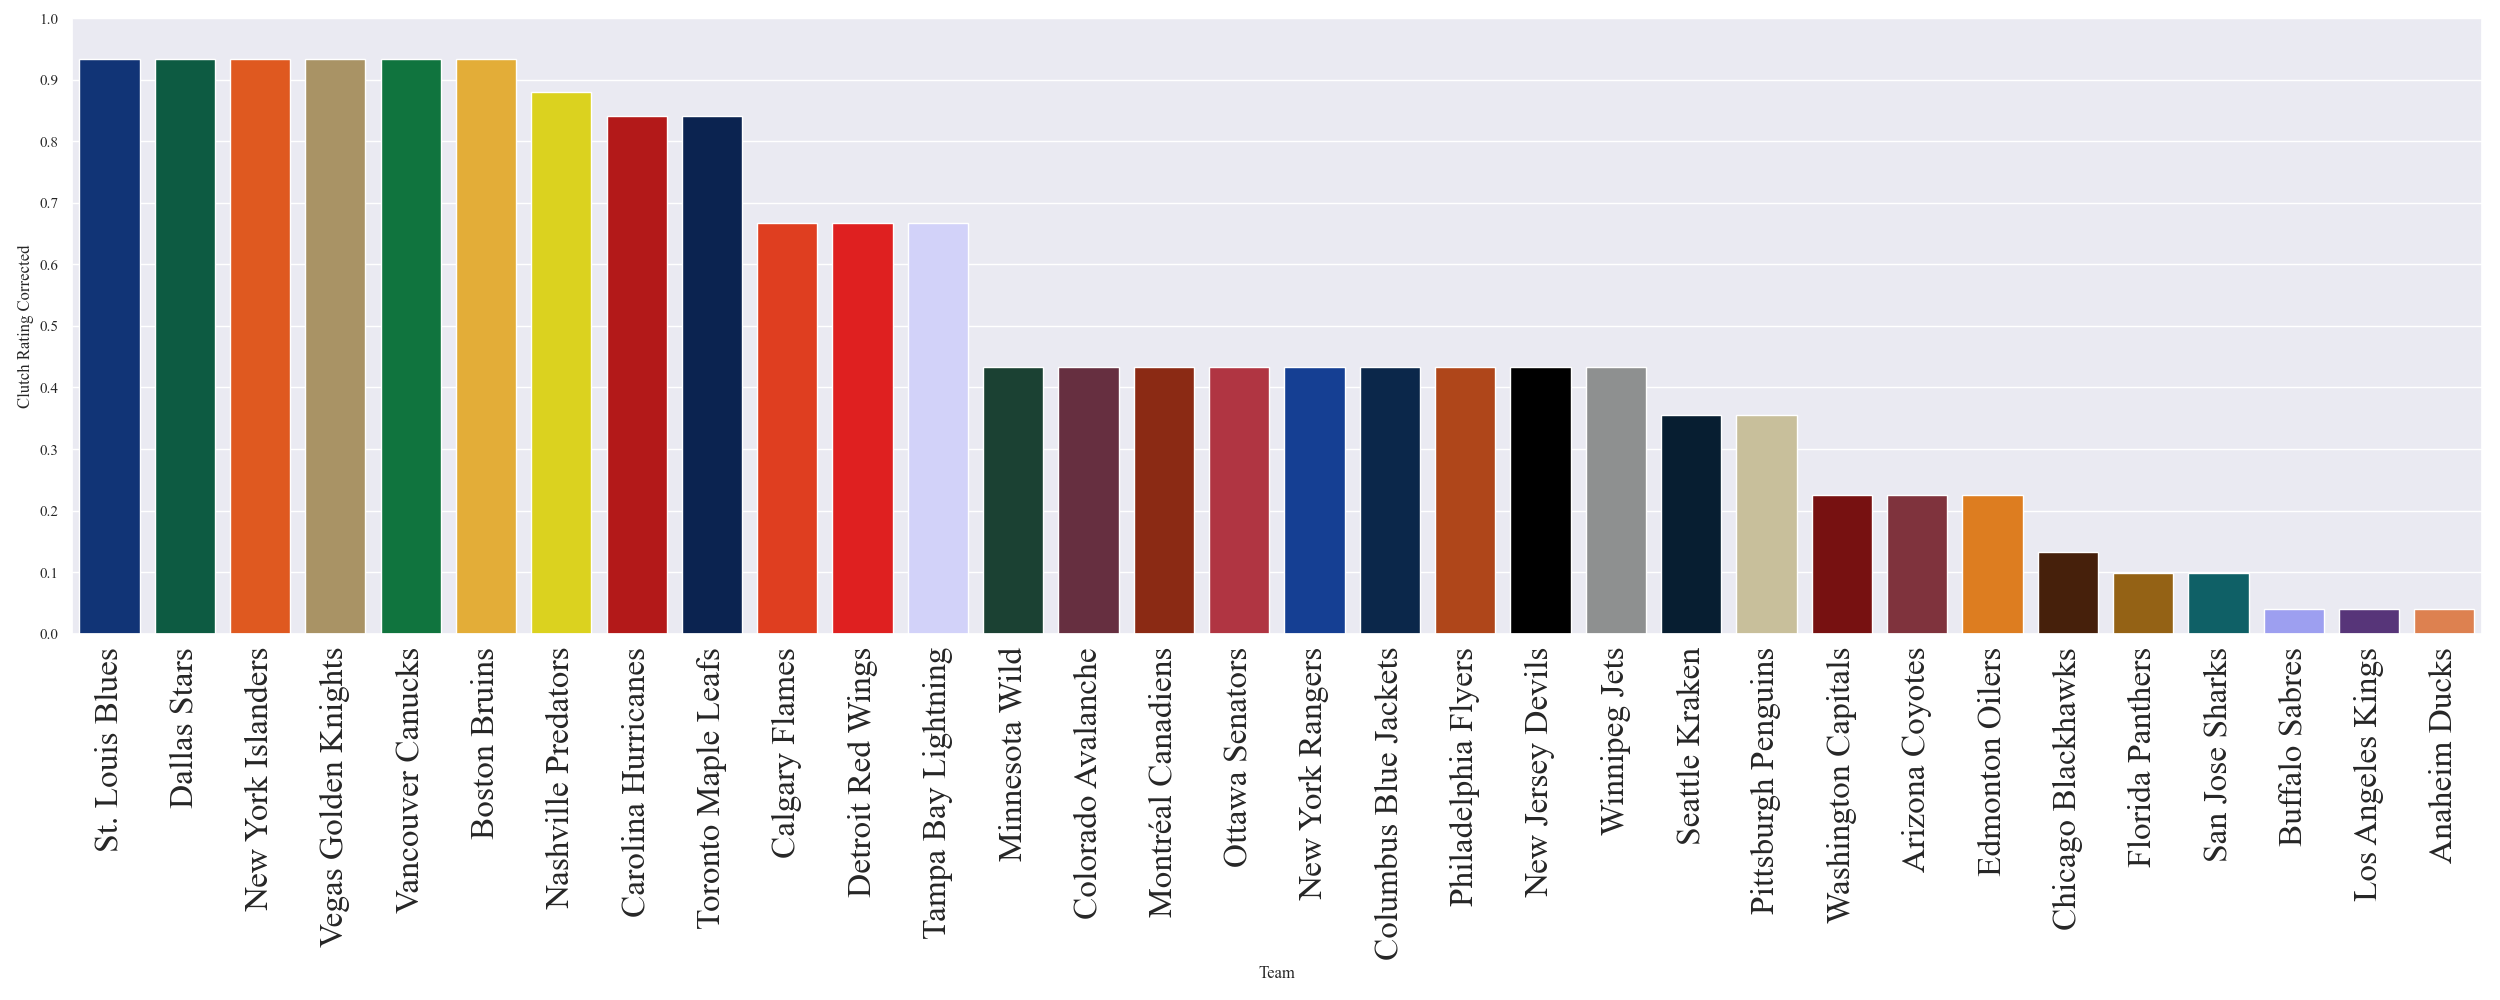 1.0
0.9
0.8
0.7
0.6
0.5
0.4
0.3
0.2
0.1
0.0
Clutch Rating Corrected
St. Louis Blues
Dallas Stars
New York Islanders
Vegas Golden Knights
Vancouver Canucks
Boston Bruins
Nashville Predators
Carolina Hurricanes
Toronto Maple Leafs
Calgary Flames
Detroit Red Wings
Tampa Bay Lightning
Minnesota Wild
Colorado Avalanche
Montréal Canadiens
Ottawa Senators
New York Rangers
Columbus Blue Jackets
Philadelphia Flyers
New Jersey Devils
Winnipeg Jets
Seattle Kraken
Pittsburgh Penguins
Washington Capitals
Arizona Coyotes
Edmonton Oilers
Chicago Blackhawks
Florida Panthers
San Jose Sharks
Buffalo Sabres
Los Angeles Kings
Anaheim Ducks
Team